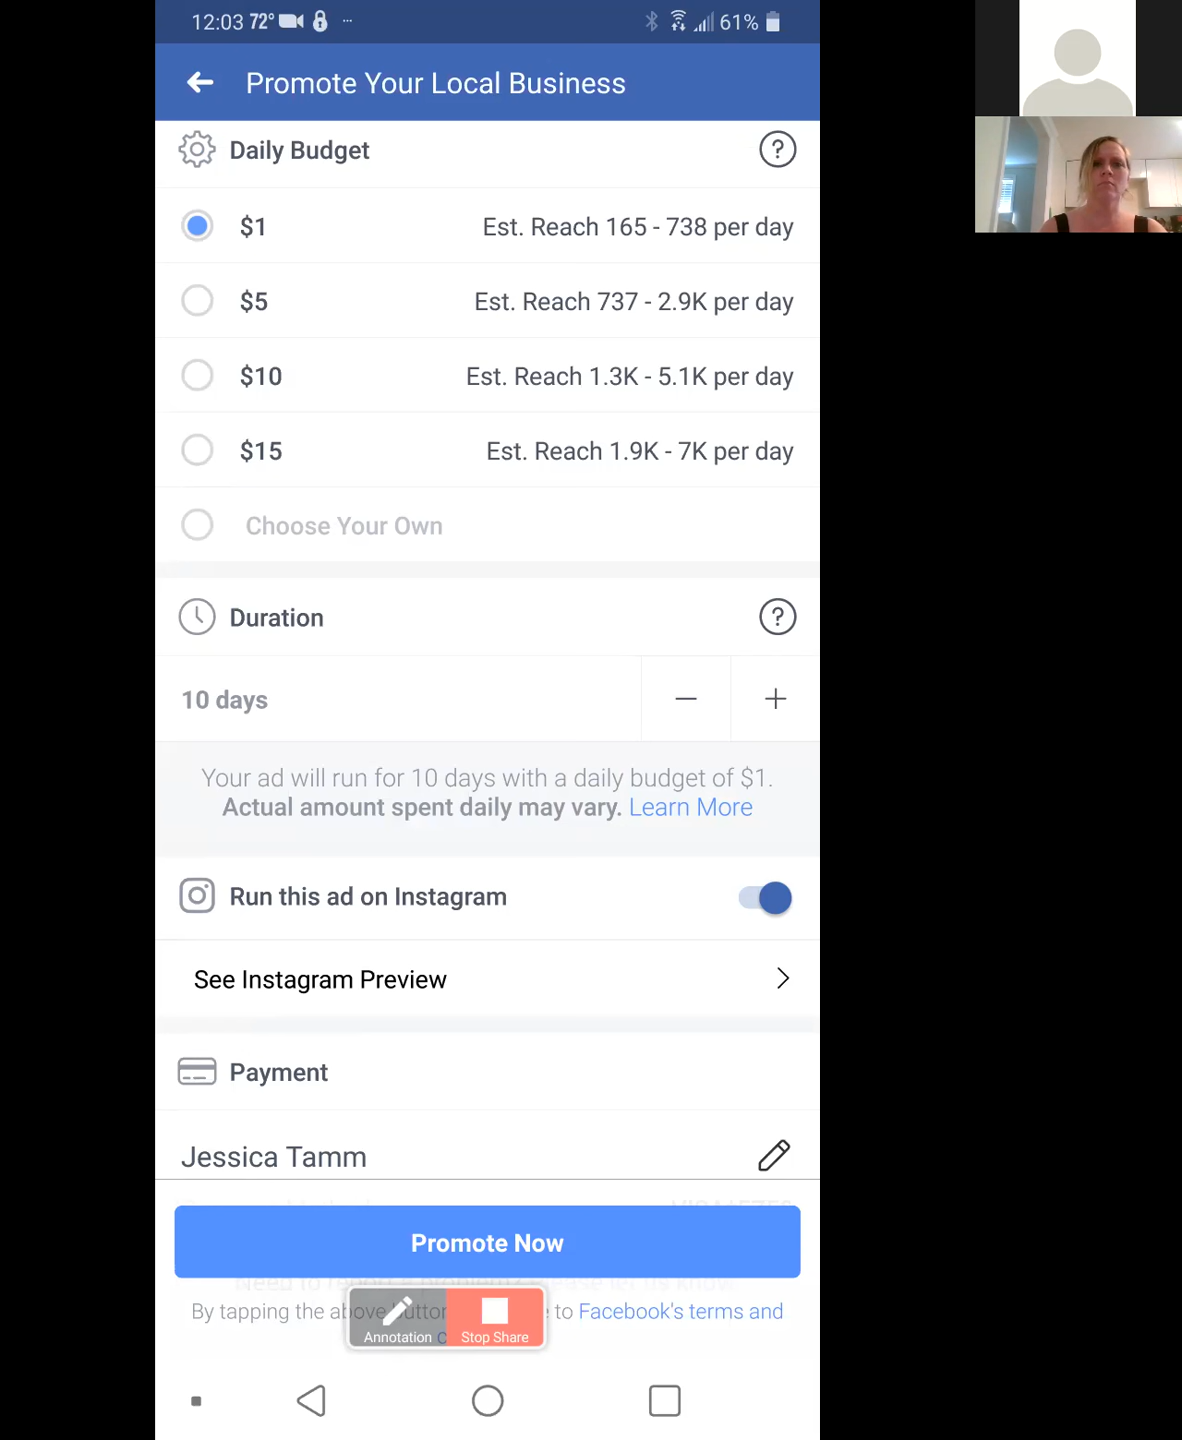 12:03 72° ... 61%
Promote Your Local Business
Daily Budget ?
$1 Est. Reach 165 - 738 per day
$5 Est. Reach 737 - 2.9K per day
$10 Est. Reach 1.3K - 5.1K per day
$15 Est. Reach 1.9K - 7K per day
Choose Your Own
Duration ?
10 days − +
Your ad will run for 10 days with a daily budget of $1.
Actual amount spent daily may vary. Learn More
Run this ad on Instagram
See Instagram Preview
Payment
Jessica Tamm
Promote Now
By tapping the above button to Facebook's terms and
Annotation Stop Share